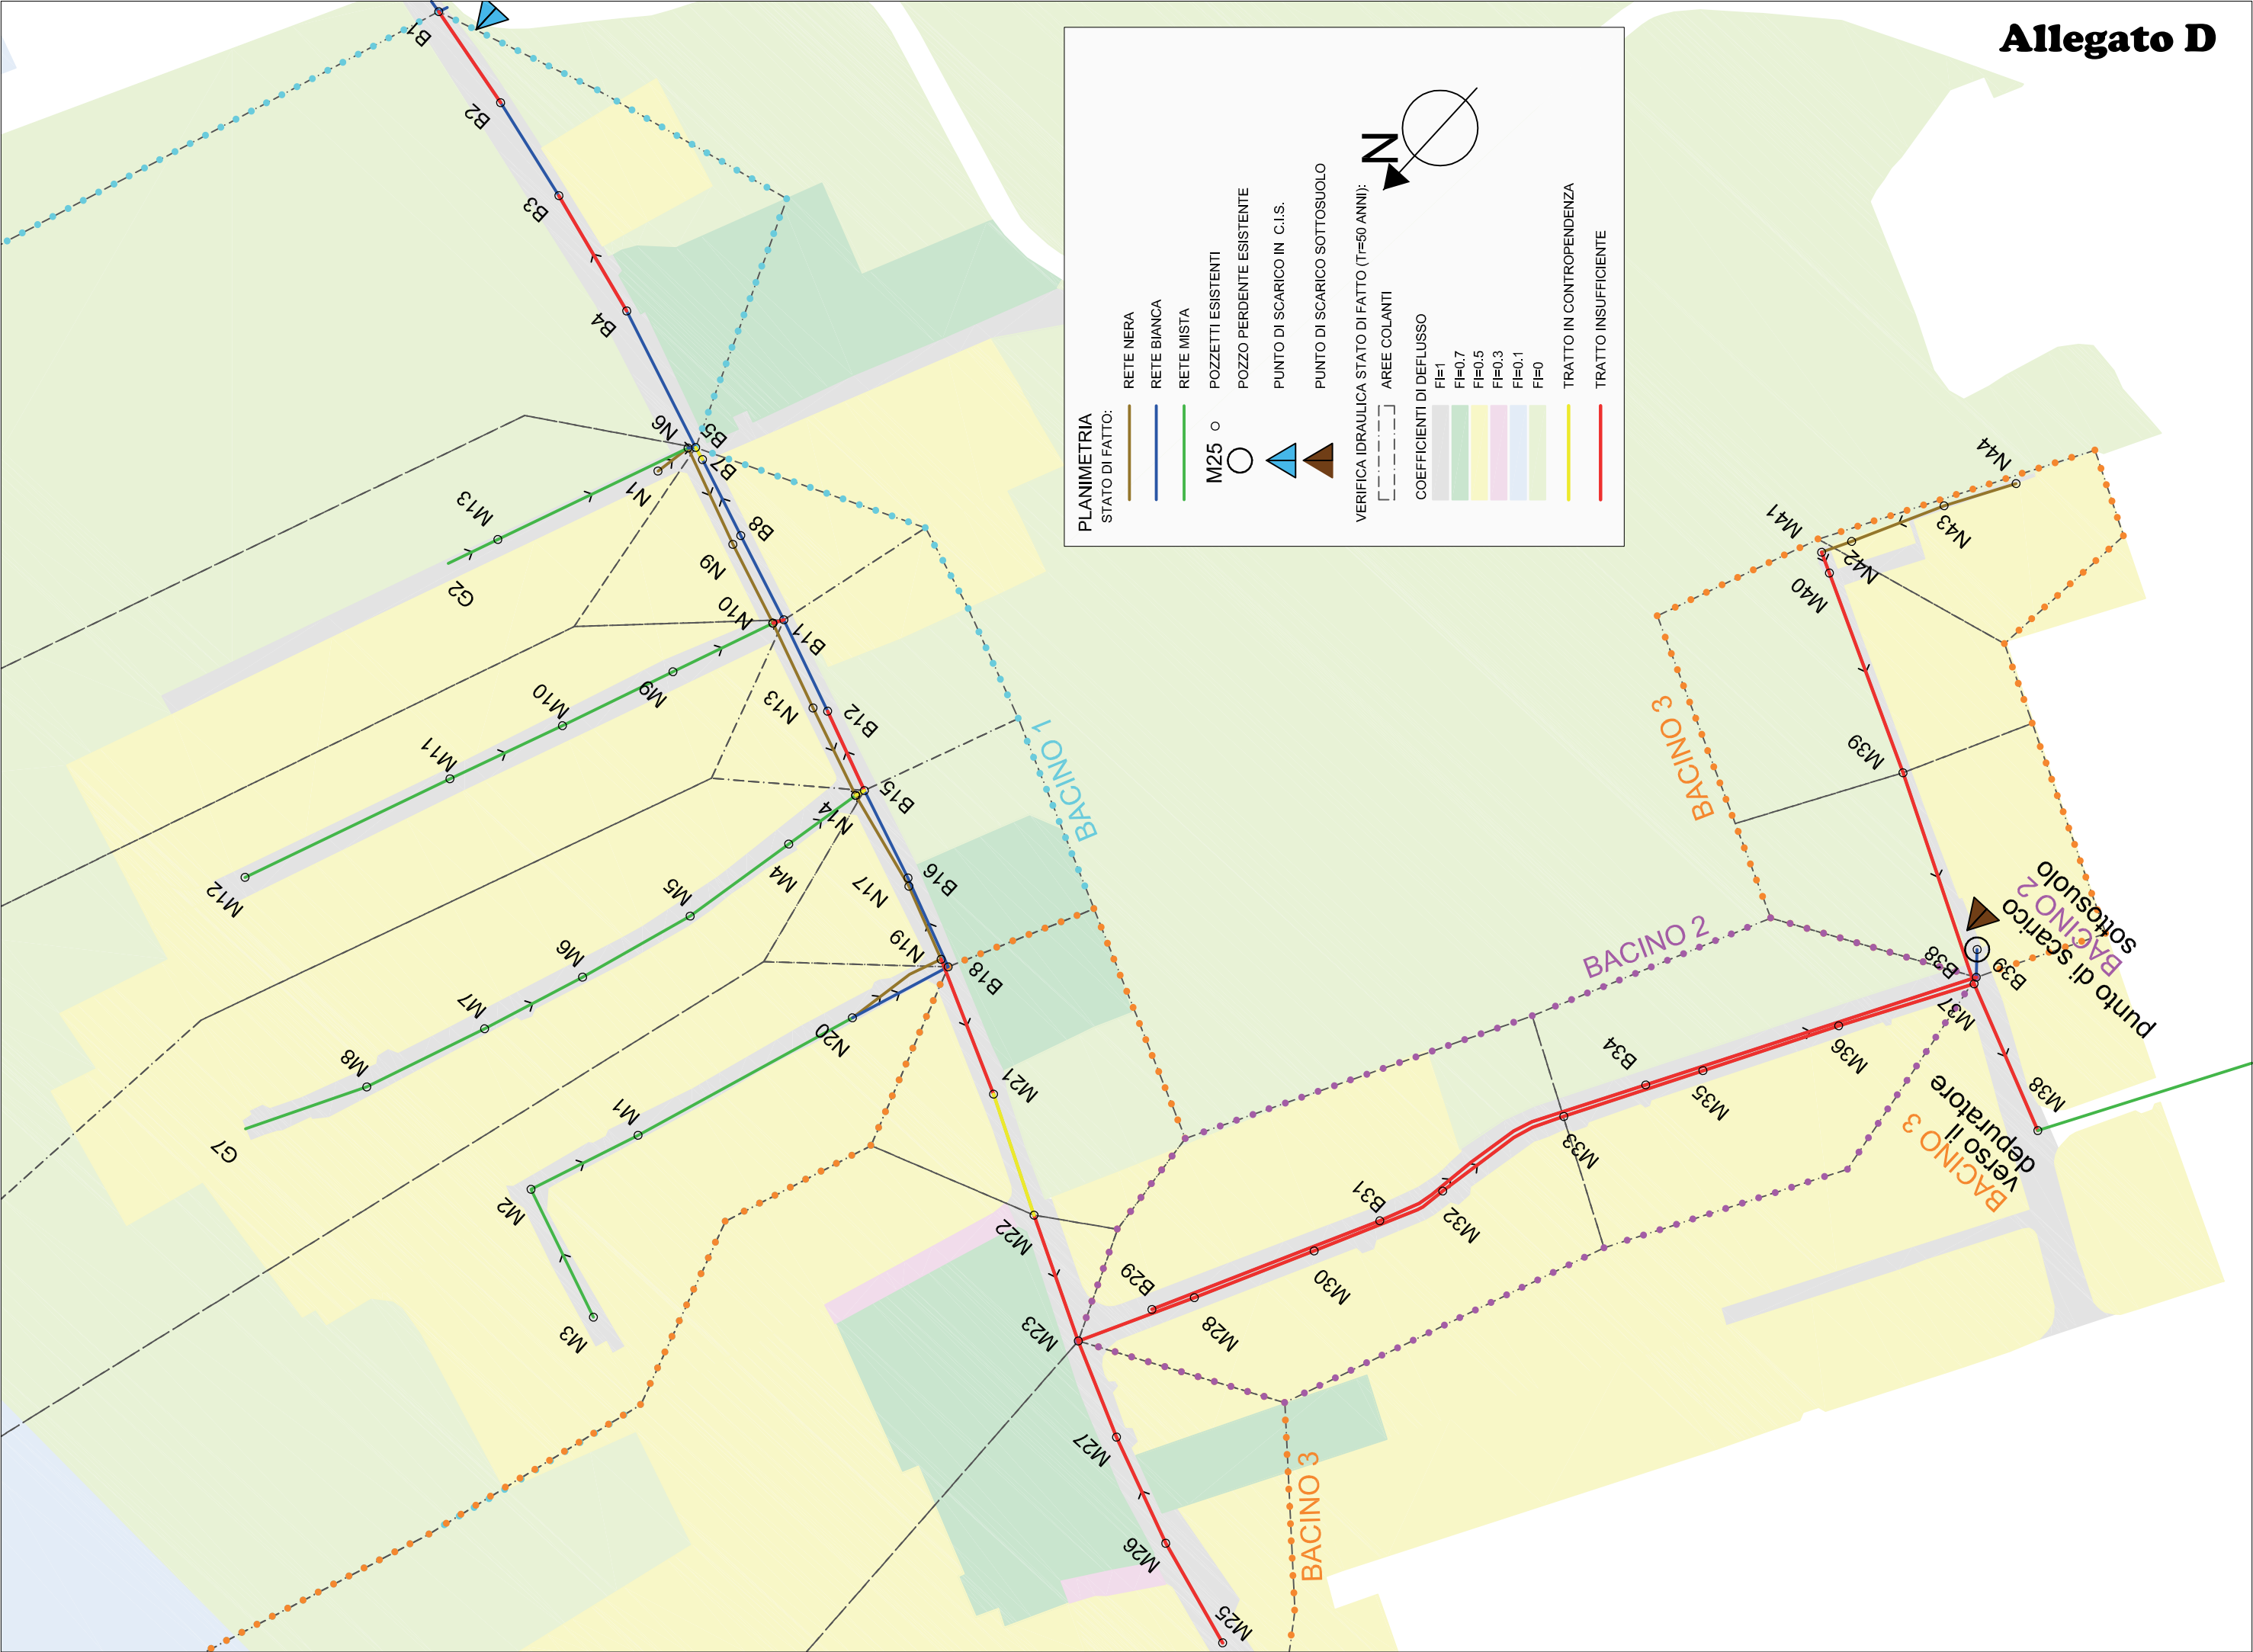 Allegato D
PLANIMETRIA
STATO DI FATTO:
RETE NERA
RETE BIANCA
RETE MISTA
M25
POZZETTI ESISTENTI
POZZO PERDENTE ESISTENTE
PUNTO DI SCARICO IN C.I.S.
PUNTO DI SCARICO SOTTOSUOLO
VERIFICA IDRAULICA STATO DI FATTO (Tr=50 ANNI):
AREE COLANTI
COEFFICIENTI DI DEFLUSSO
FI=1
FI=0.7
FI=0.5
FI=0.3
FI=0.1
FI=0
TRATTO IN CONTROPENDENZA
TRATTO INSUFFICIENTE
N
B1
B2
B3
B4
N6
B5
B7
N1
M13
G2
B8
N9
N10
B11
M9
M10
M11
M12
N13
B12
B15
N14
M4
M5
M6
M7
M8
G7
B16
N17
N19
B18
N20
M1
M2
M3
M21
M22
M23
BACINO 1
BACINO 2
BACINO 3
B29
M28
M30
B31
M32
M33
B34
M35
M36
M37
B38
B39
M38
M39
M40
M41
N42
N43
N44
BACINO 3
BACINO 2
punto di scarico
sottosuolo
verso il
depuratore
BACINO 3
M27
M26
M25